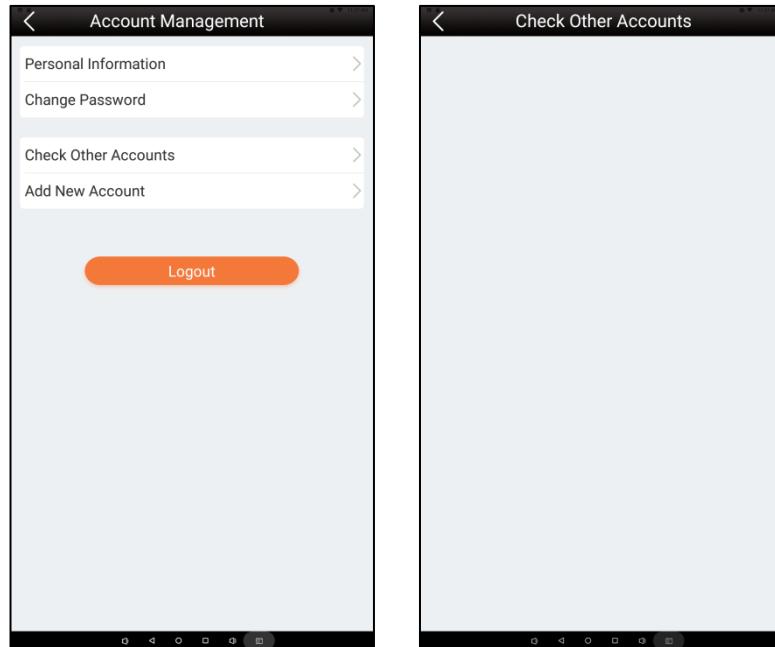 Account Management
Personal Information
Change Password
Check Other Accounts
Add New Account
Logout
Check Other Accounts